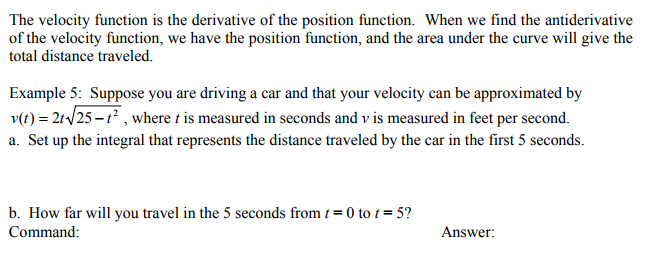 The velocity function is the derivative of the position function. When we find the antiderivative
of the velocity function, we have the position function, and the area under the curve will give the
total distance traveled.
Example 5: Suppose you are driving a car and that your velocity can be approximated by
v(t) = 2t√(25 – t²) , where t is measured in seconds and v is measured in feet per second.
a. Set up the integral that represents the distance traveled by the car in the first 5 seconds.
b. How far will you travel in the 5 seconds from t = 0 to t = 5?
Command: Answer: